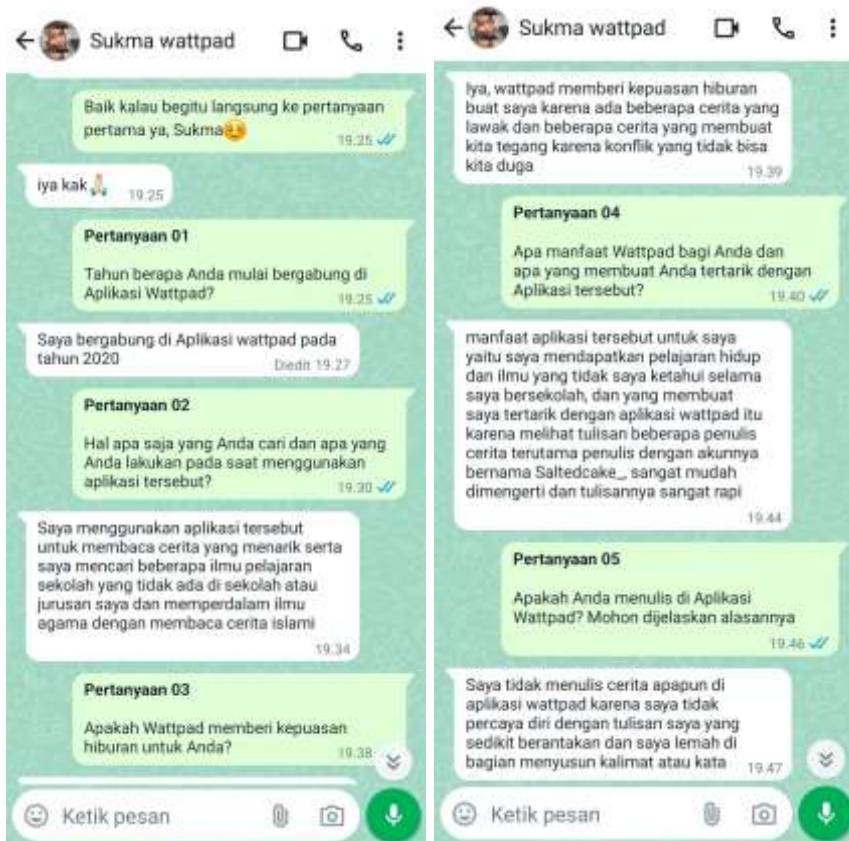 Sukma wattpad
Baik kalau begitu langsung ke pertanyaan
pertama ya, Sukma
19.25
iya kak
19.25
Pertanyaan 01
Tahun berapa Anda mulai bergabung di
Aplikasi Wattpad?
19.25
Saya bergabung di Aplikasi wattpad pada
tahun 2020
Diedit 19.27
Pertanyaan 02
Hal apa saja yang Anda cari dan apa yang
Anda lakukan pada saat menggunakan
aplikasi tersebut?
19.30
Saya menggunakan aplikasi tersebut
untuk membaca cerita yang menarik serta
saya mencari beberapa ilmu pelajaran
sekolah yang tidak ada di sekolah atau
jurusan saya dan memperdalam ilmu
agama dengan membaca cerita islami
19.34
Pertanyaan 03
Apakah Wattpad memberi kepuasan
hiburan untuk Anda?
19.38
Ketik pesan
Sukma wattpad
Iya, wattpad memberi kepuasan hiburan
buat saya karena ada beberapa cerita yang
lawak dan beberapa cerita yang membuat
kita tegang karena konflik yang tidak bisa
kita duga
19.39
Pertanyaan 04
Apa manfaat Wattpad bagi Anda dan
apa yang membuat Anda tertarik dengan
Aplikasi tersebut?
19.40
manfaat aplikasi tersebut untuk saya
yaitu saya mendapatkan pelajaran hidup
dan ilmu yang tidak saya ketahui selama
saya bersekolah, dan yang membuat
saya tertarik dengan aplikasi wattpad itu
karena melihat tulisan beberapa penulis
cerita terutama penulis dengan akunnya
bernama Saltedcake_, sangat mudah
dimengerti dan tulisannya sangat rapi
19.44
Pertanyaan 05
Apakah Anda menulis di Aplikasi
Wattpad? Mohon dijelaskan alasannya
19.46
Saya tidak menulis cerita apapun di
aplikasi wattpad karena saya tidak
percaya diri dengan tulisan saya yang
sedikit berantakan dan saya lemah di
bagian menyusun kalimat atau kata
19.47
Ketik pesan